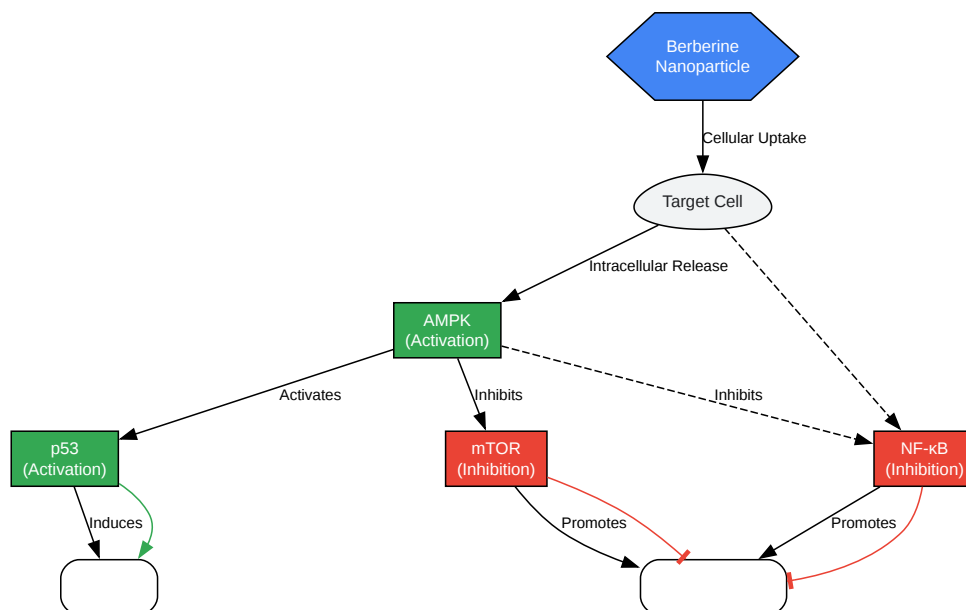 Berberine
Nanoparticle
Cellular Uptake
Target Cell
Intracellular Release
AMPK
(Activation)
Activates
Inhibits
Inhibits
p53
(Activation)
mTOR
(Inhibition)
NF-κB
(Inhibition)
Induces
Promotes
Promotes